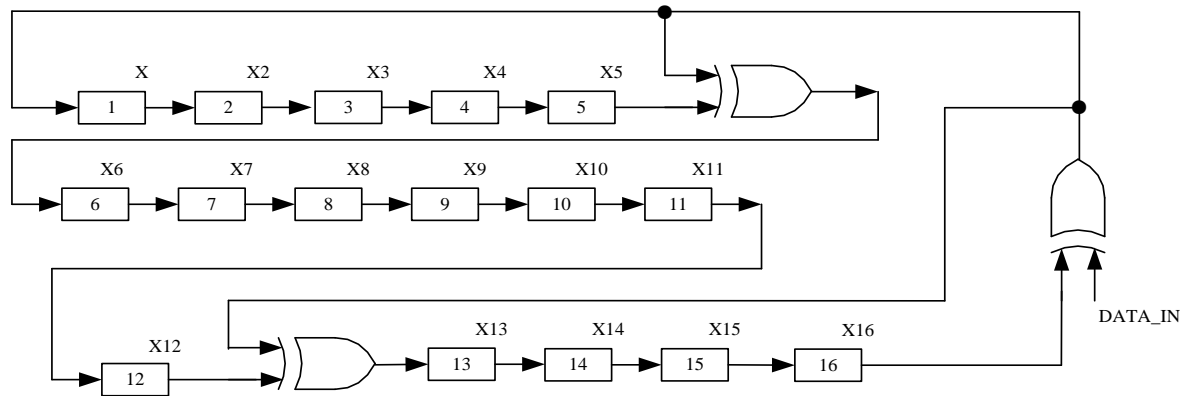 X X2 X3 X4 X5
1 2 3 4 5
X6 X7 X8 X9 X10 X11
6 7 8 9 10 11
DATA_IN
X12 X13 X14 X15 X16
12 13 14 15 16